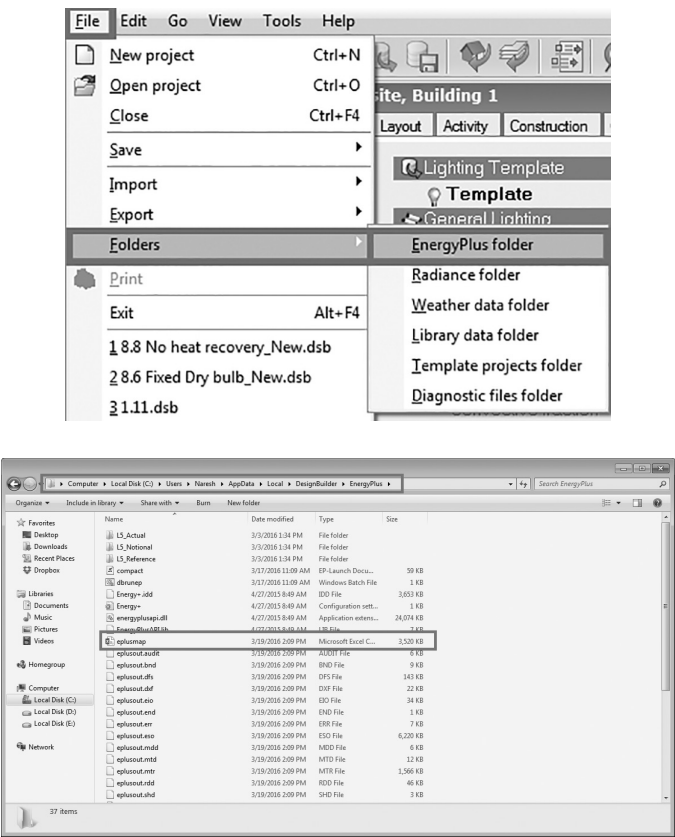 File Edit Go View Tools Help
New project Ctrl+N
Open project Ctrl+O
site, Building 1
Close Ctrl+F4
Layout Activity Construction
Save
Lighting Template
Import
Template
Export
General Lighting
Folders
EnergyPlus folder
Print
Radiance folder
Exit Alt+F4
Weather data folder
1 8.8 No heat recovery_New.dsb
Library data folder
2 8.6 Fixed Dry bulb_New.dsb
Template projects folder
3 1.11.dsb
Diagnostic files folder
Computer Local Disk (C:) Users Naresh AppData Local DesignBuilder EnergyPlus
Search EnergyPlus
Organize Include in library Share with Burn New folder
Favorites
Desktop
Downloads
Recent Places
Dropbox
Libraries
Documents
Music
Pictures
Videos
Homegroup
Computer
Local Disk (C:)
Local Disk (D:)
Local Disk (E:)
Network
Name Date modified Type Size
L5_Actual 3/3/2016 1:34 PM File folder
L5_Notional 3/3/2016 1:34 PM File folder
L5_Reference 3/3/2016 1:34 PM File folder
compact 3/17/2016 11:09 AM EP-Launch Docu... 59 KB
dbrunep 3/17/2016 11:09 AM Windows Batch File 1 KB
Energy+.idd 4/27/2015 8:49 AM IDD File 3,653 KB
Energy+ 4/27/2015 8:49 AM Configuration sett... 1 KB
energyplusapi.dll 4/27/2015 8:49 AM Application extens... 24,074 KB
EnergyPlusAPI.lib 4/27/2015 8:49 AM LIB File 7 KB
eplusmap 3/19/2016 2:09 PM Microsoft Excel C... 3,520 KB
eplusout.audit 3/19/2016 2:09 PM AUDIT File 6 KB
eplusout.bnd 3/19/2016 2:09 PM BND File 9 KB
eplusout.dfs 3/19/2016 2:09 PM DFS File 143 KB
eplusout.dxf 3/19/2016 2:09 PM DXF File 22 KB
eplusout.eio 3/19/2016 2:09 PM EIO File 34 KB
eplusout.end 3/19/2016 2:09 PM END File 1 KB
eplusout.err 3/19/2016 2:09 PM ERR File 7 KB
eplusout.eso 3/19/2016 2:09 PM ESO File 6,220 KB
eplusout.mdd 3/19/2016 2:09 PM MDD File 6 KB
eplusout.mtd 3/19/2016 2:09 PM MTD File 12 KB
eplusout.mtr 3/19/2016 2:09 PM MTR File 1,566 KB
eplusout.rdd 3/19/2016 2:09 PM RDD File 46 KB
eplusout.shd 3/19/2016 2:09 PM SHD File 3 KB
37 items